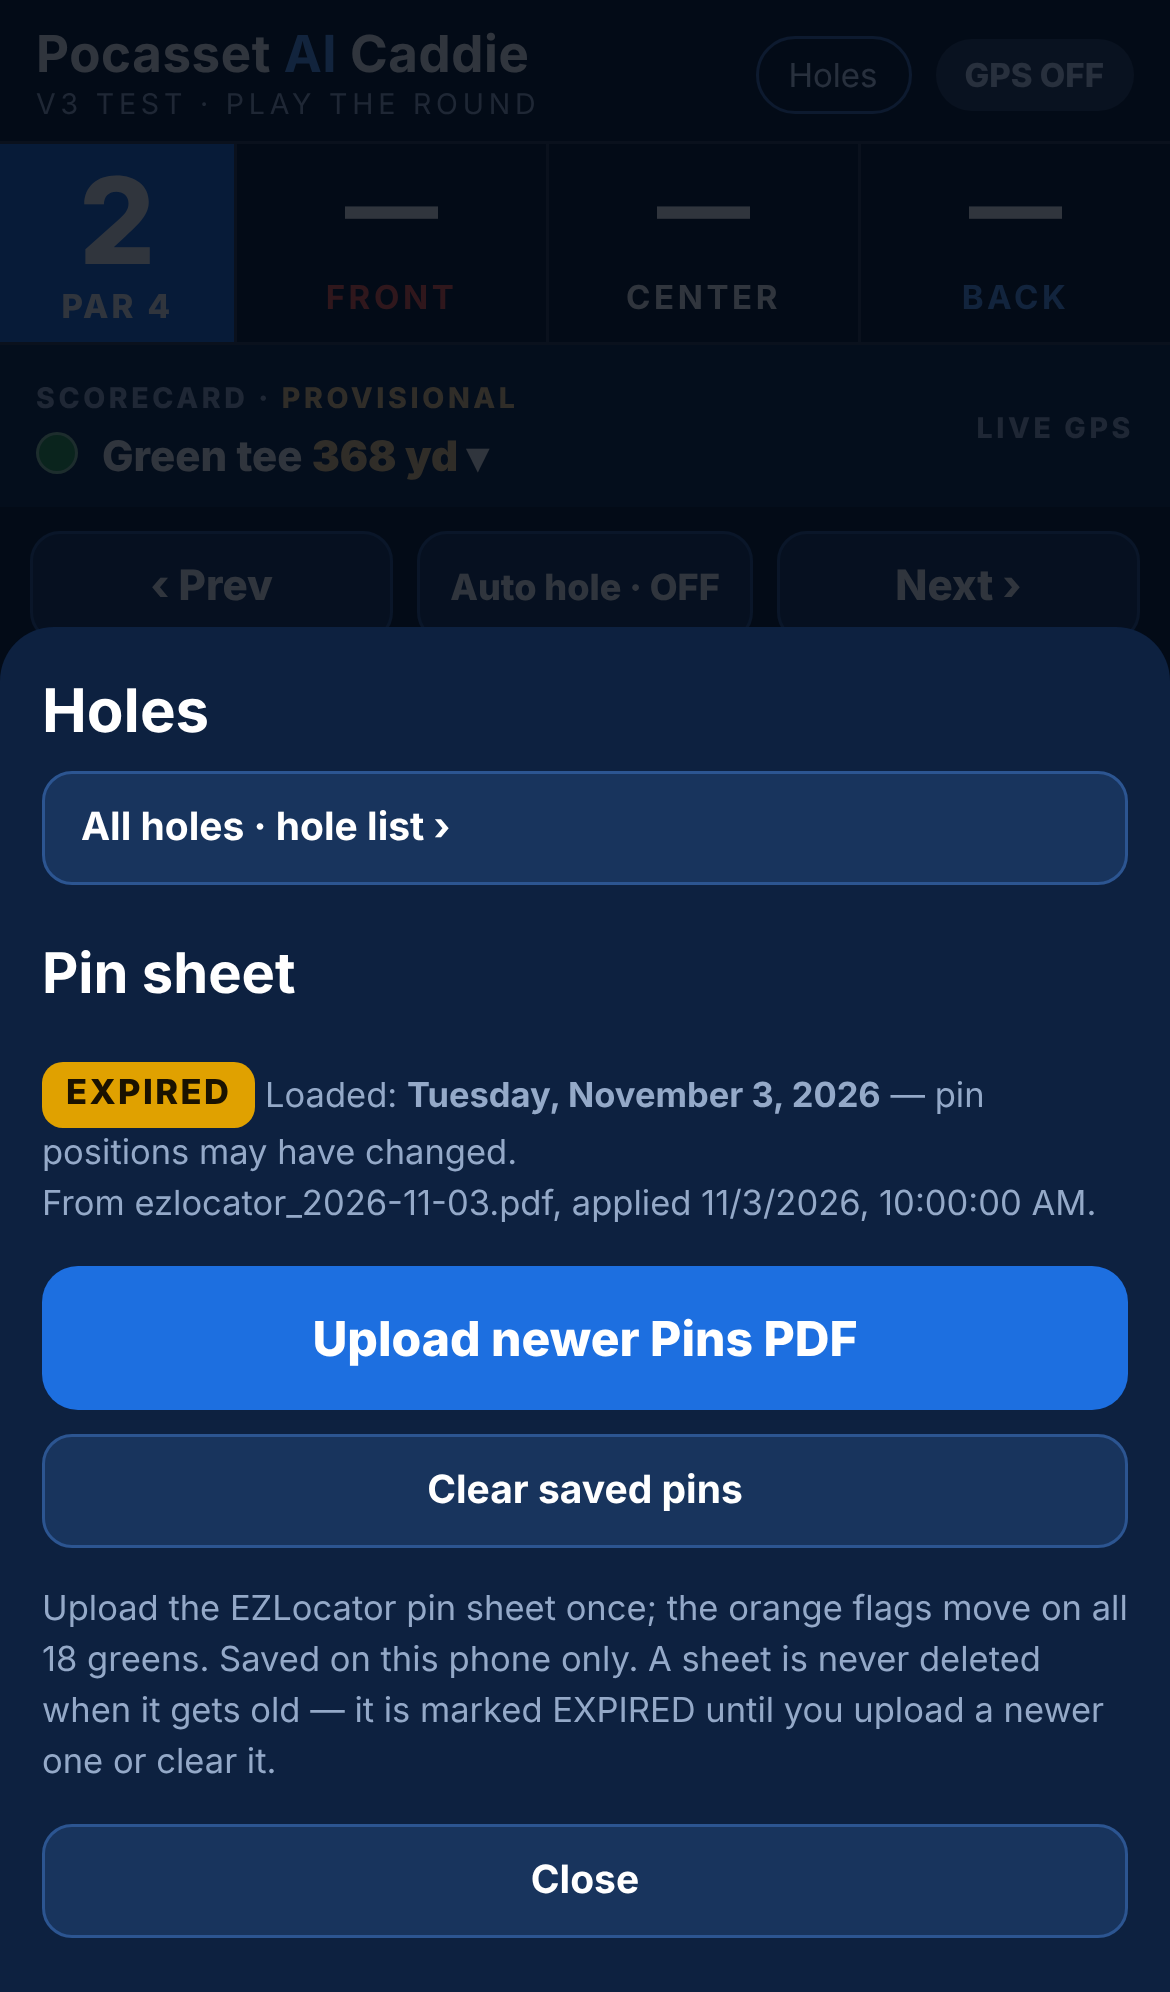 Pocasset AI Caddie
V3 TEST · PLAY THE ROUND
Holes
GPS OFF
2
PAR 4
—
FRONT
—
CENTER
—
BACK
SCORECARD · PROVISIONAL
Green tee 368 yd ▾
LIVE GPS
‹ Prev
Auto hole · OFF
Next ›
Holes
All holes · hole list ›
Pin sheet
EXPIRED Loaded: Tuesday, November 3, 2026 — pin
positions may have changed.
From ezlocator_2026-11-03.pdf, applied 11/3/2026, 10:00:00 AM.
Upload newer Pins PDF
Clear saved pins
Upload the EZLocator pin sheet once; the orange flags move on all
18 greens. Saved on this phone only. A sheet is never deleted
when it gets old — it is marked EXPIRED until you upload a newer
one or clear it.
Close